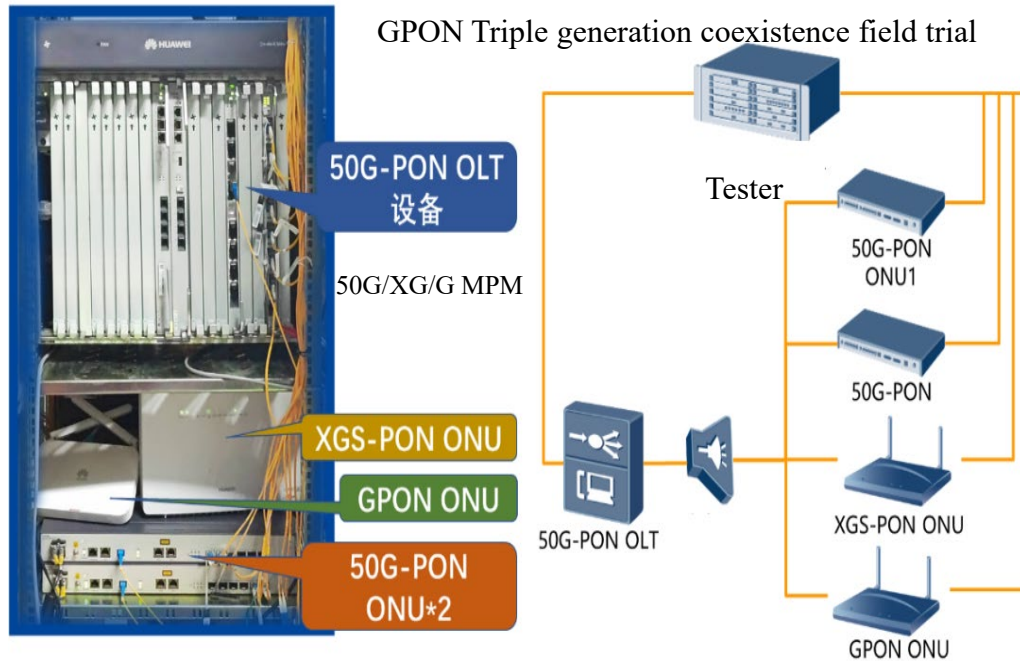 GPON Triple generation coexistence field trial
HUAWEI
50G-PON OLT
设备
50G/XG/G MPM
XGS-PON ONU
GPON ONU
50G-PON
ONU*2
Tester
50G-PON
ONU1
50G-PON
50G-PON OLT
XGS-PON ONU
GPON ONU